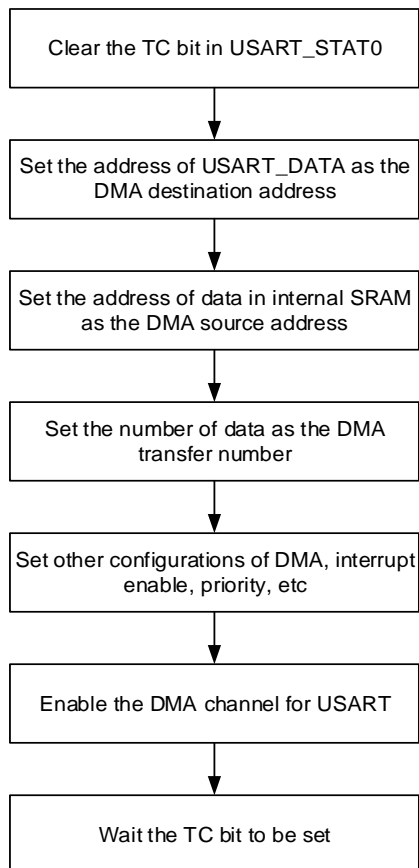 Clear the TC bit in USART_STAT0
Set the address of USART_DATA as the
DMA destination address
Set the address of data in internal SRAM
as the DMA source address
Set the number of data as the DMA
transfer number
Set other configurations of DMA, interrupt
enable, priority, etc
Enable the DMA channel for USART
Wait the TC bit to be set